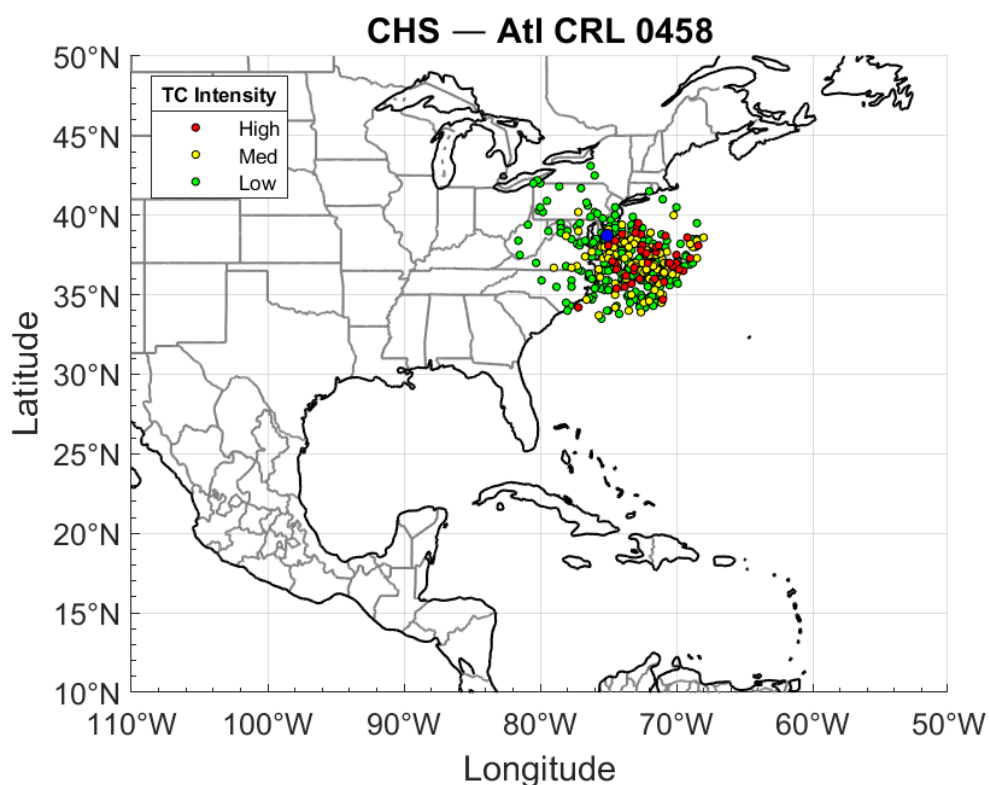 CHS — Atl CRL 0458
50°N
45°N
40°N
35°N
30°N
25°N
20°N
15°N
10°N
TC Intensity
High
Med
Low
Latitude
110°W 100°W 90°W 80°W 70°W 60°W 50°W
Longitude